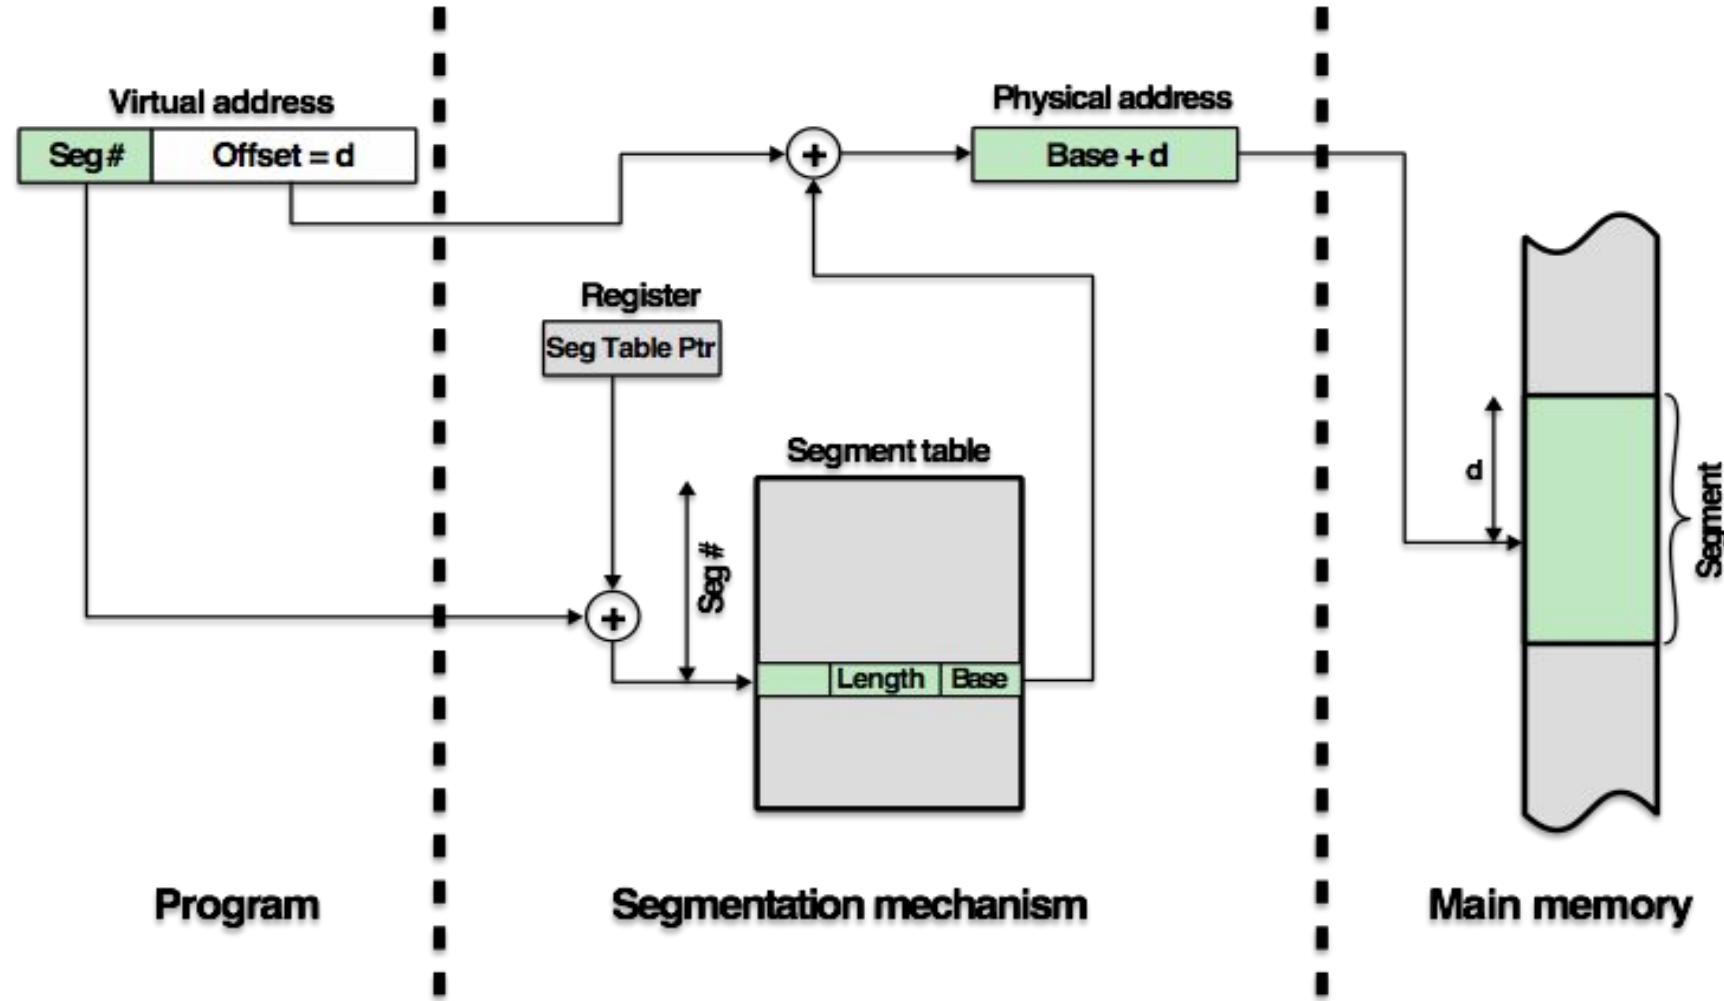 Virtual address
Physical address
Seg # Offset = d
+
Base + d
Register
Seg Table Ptr
Segment table
d
Segment
Seg #
+
Length Base
Program
Segmentation mechanism
Main memory